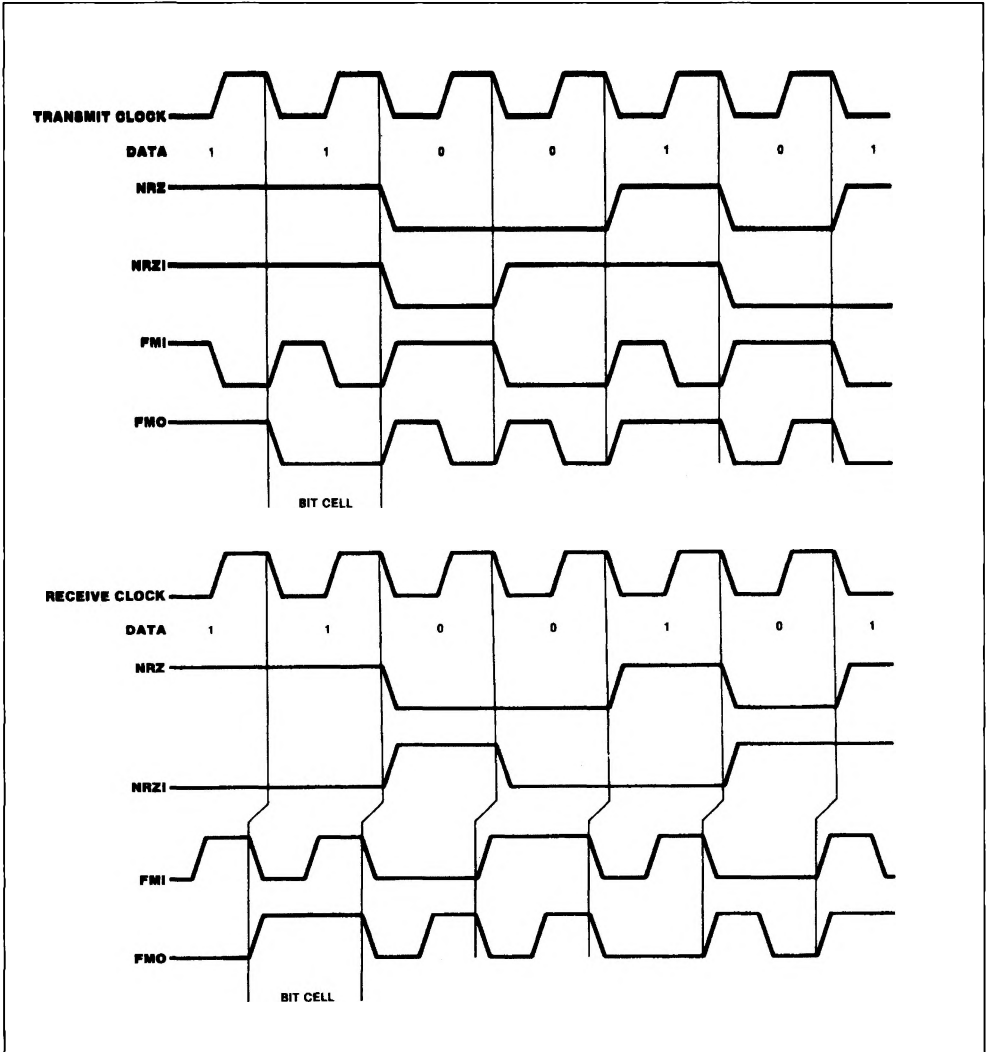 TRANSMIT CLOCK
DATA 1 1 0 0 1 0 1
NRZ
NRZI
FMI
FMO
BIT CELL
RECEIVE CLOCK
DATA 1 1 0 0 1 0 1
NRZ
NRZI
FMI
FMO
BIT CELL